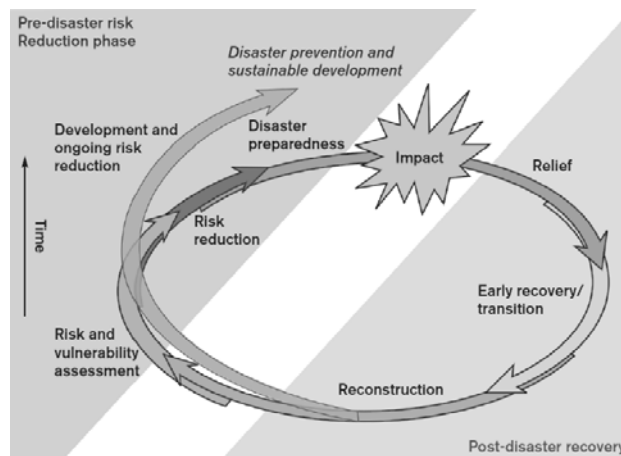 Pre-disaster risk
Reduction phase
Disaster prevention and
sustainable development
Development and
ongoing risk
reduction
Disaster
preparedness
Impact
Relief
Time
Risk
reduction
Early recovery/
transition
Risk and
vulnerability
assessment
Reconstruction
Post-disaster recovery